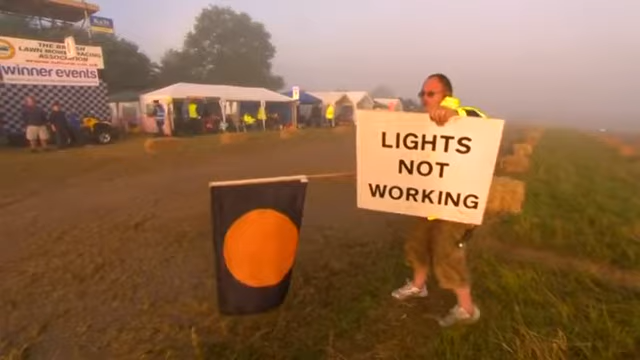 THE BRITISH
LAWN MOWER RACING
ASSOCIATION
winner events
LIGHTS
NOT
WORKING